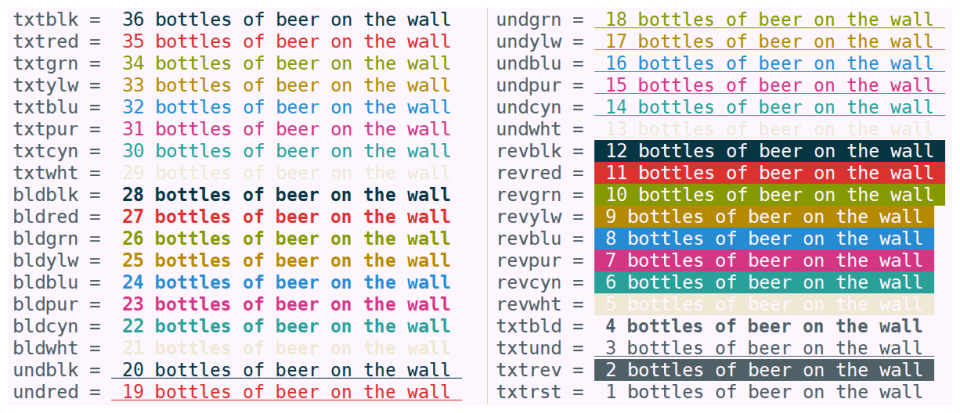 txtblk = 36 bottles of beer on the wall
txtred = 35 bottles of beer on the wall
txtgrn = 34 bottles of beer on the wall
txtylw = 33 bottles of beer on the wall
txtblu = 32 bottles of beer on the wall
txtpur = 31 bottles of beer on the wall
txtcyn = 30 bottles of beer on the wall
txtwht = 29 bottles of beer on the wall
bldblk = 28 bottles of beer on the wall
bldred = 27 bottles of beer on the wall
bldgrn = 26 bottles of beer on the wall
bldylw = 25 bottles of beer on the wall
bldblu = 24 bottles of beer on the wall
bldpur = 23 bottles of beer on the wall
bldcyn = 22 bottles of beer on the wall
bldwht = 21 bottles of beer on the wall
undblk = 20 bottles of beer on the wall
undred = 19 bottles of beer on the wall
undgrn = 18 bottles of beer on the wall
undylw = 17 bottles of beer on the wall
undblu = 16 bottles of beer on the wall
undpur = 15 bottles of beer on the wall
undcyn = 14 bottles of beer on the wall
undwht = 13 bottles of beer on the wall
revblk = 12 bottles of beer on the wall
revred = 11 bottles of beer on the wall
revgrn = 10 bottles of beer on the wall
revylw = 9 bottles of beer on the wall
revblu = 8 bottles of beer on the wall
revpur = 7 bottles of beer on the wall
revcyn = 6 bottles of beer on the wall
revwht = 5 bottles of beer on the wall
txtbld = 4 bottles of beer on the wall
txtund = 3 bottles of beer on the wall
txtrev = 2 bottles of beer on the wall
txtrst = 1 bottles of beer on the wall